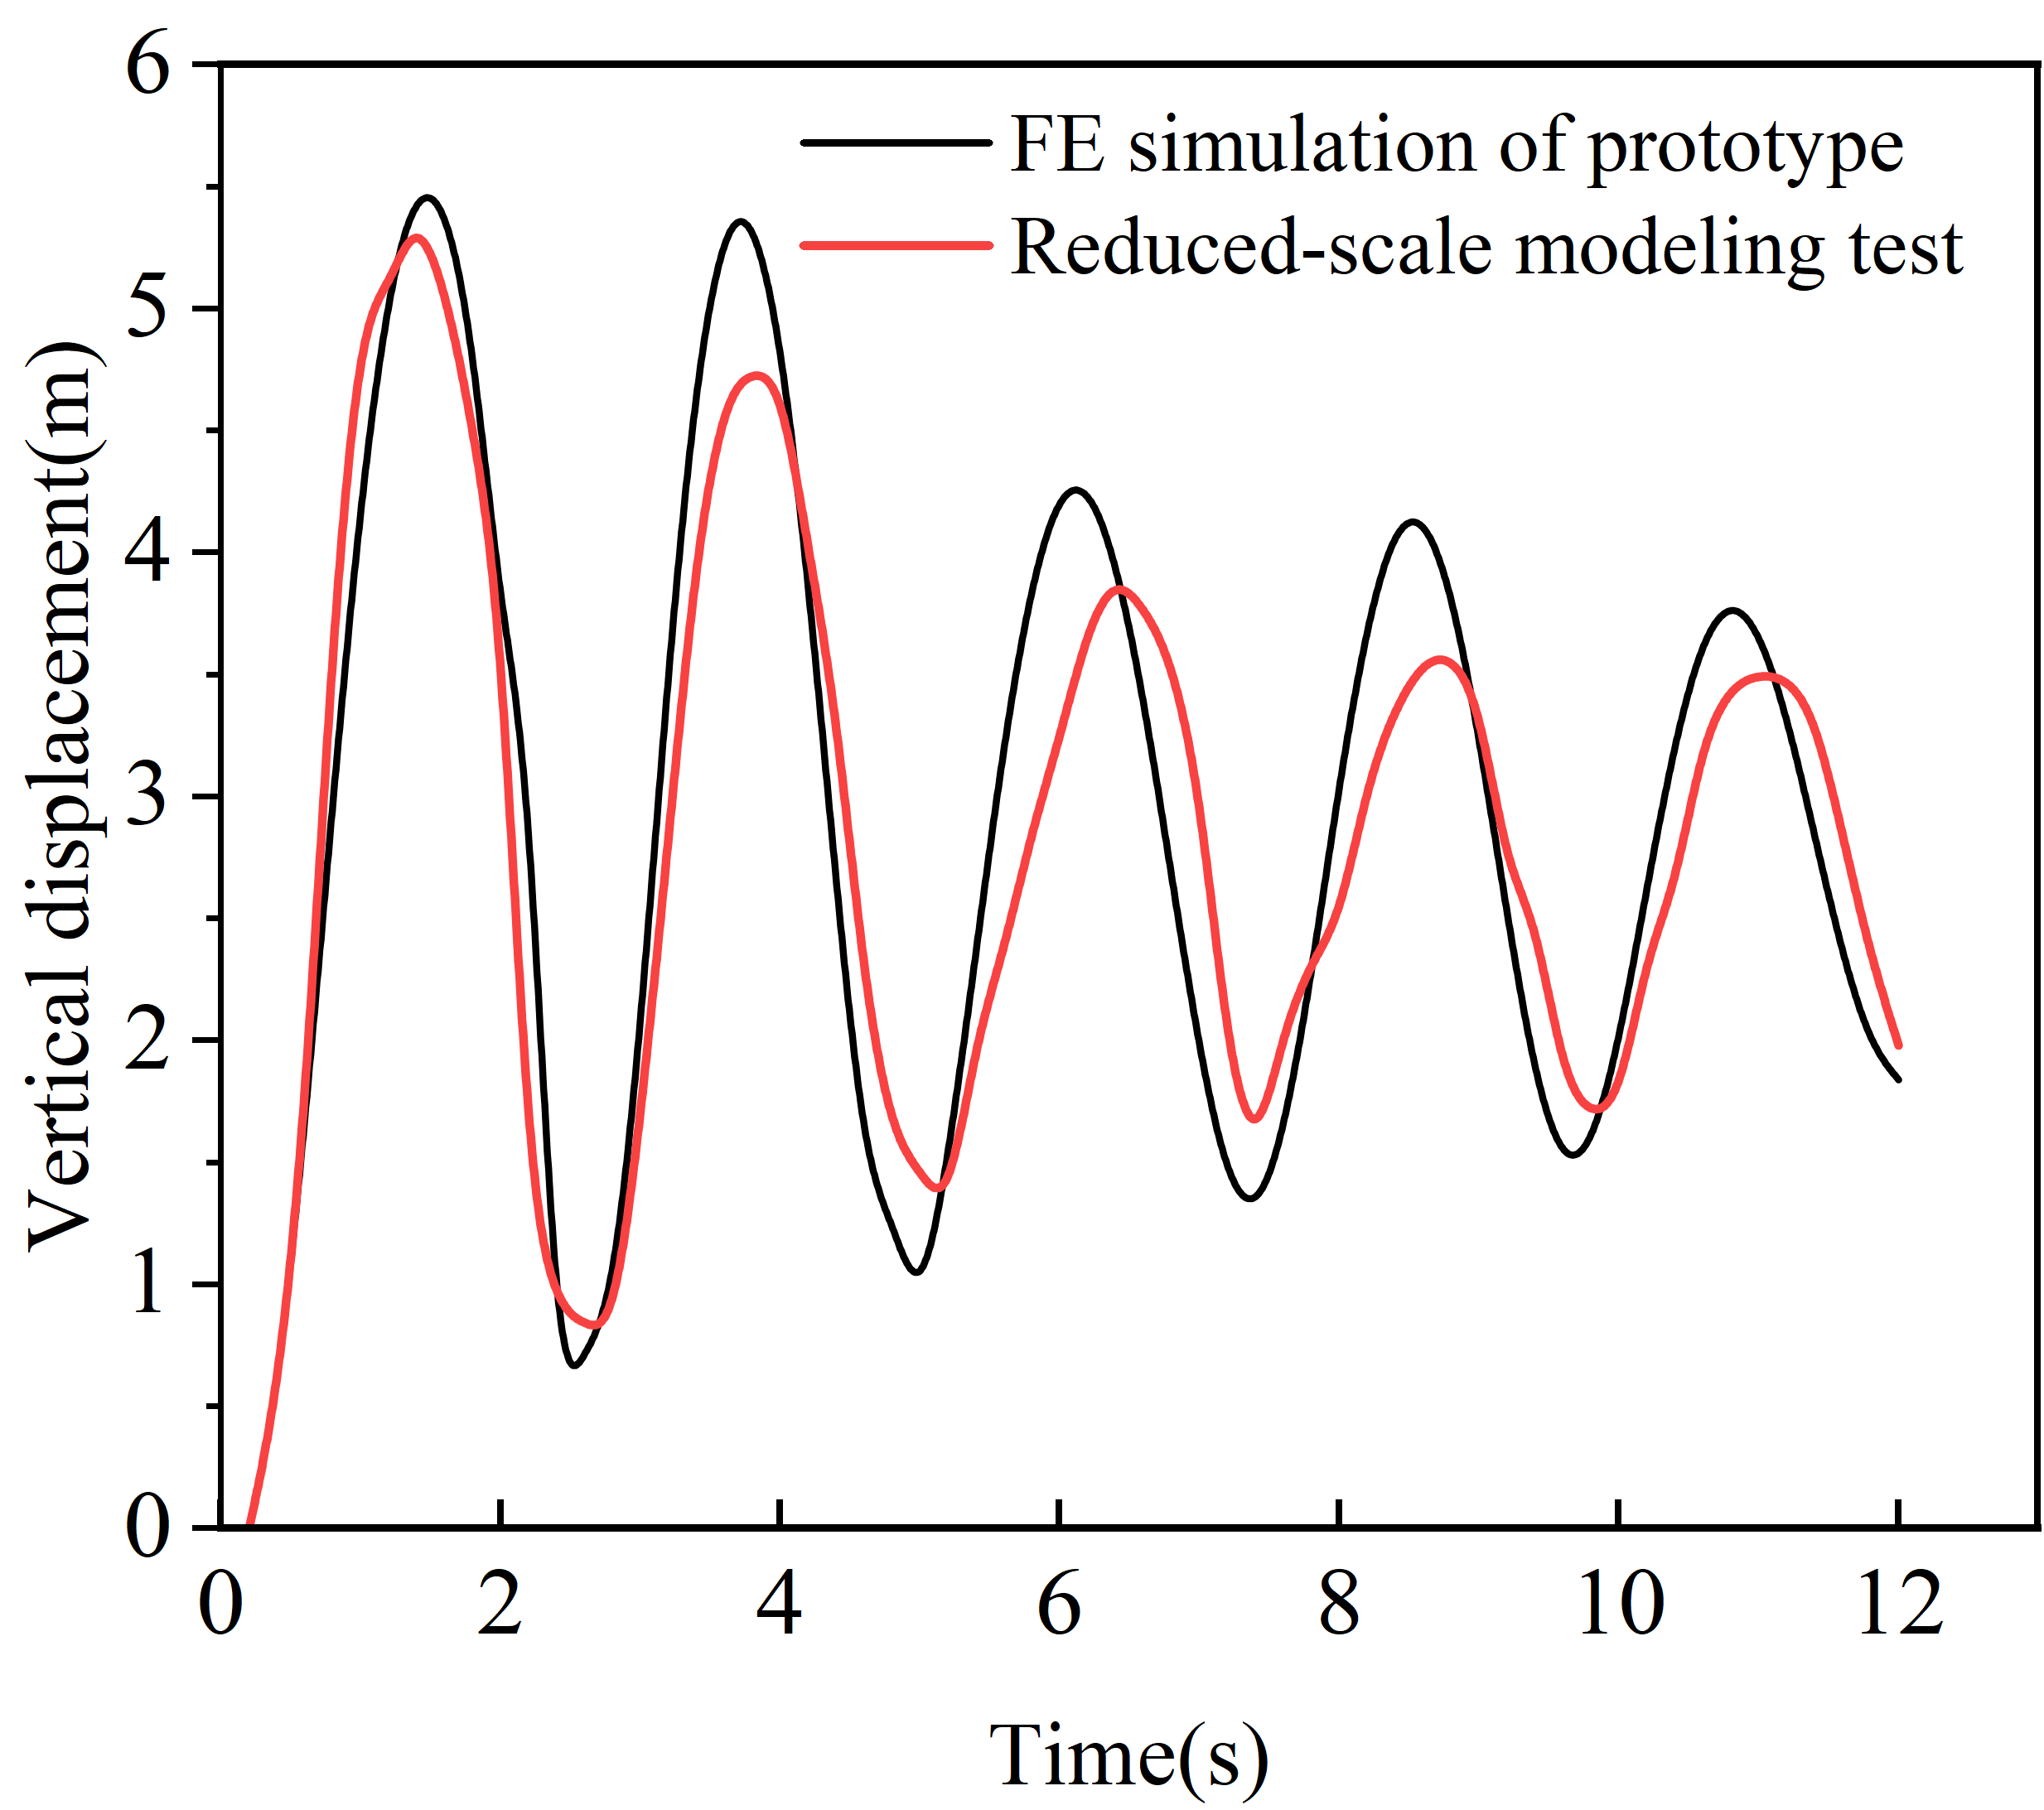 6
5
4
3
2
1
0
Vertical displacement(m)
FE simulation of prototype
Reduced-scale modeling test
0 2 4 6 8 10 12
Time(s)